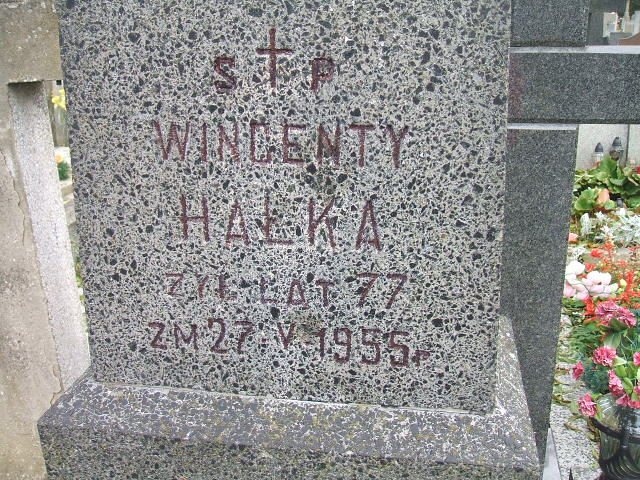 S † P
WINCENTY
HAŁKA
ŻYŁ LAT 77
ZM 27.V.1955 r